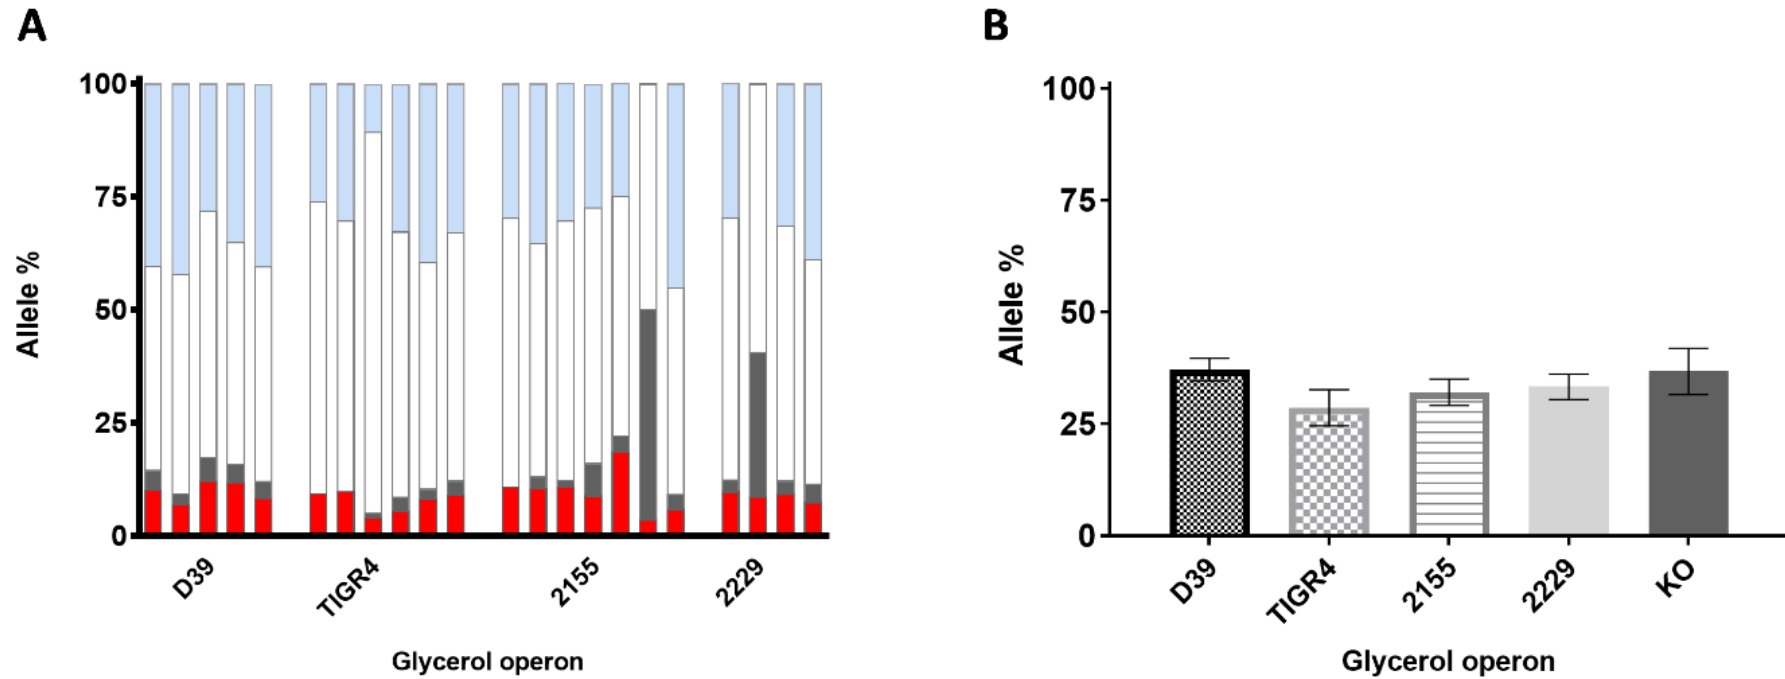 A
100
75
50
25
0
Allele %
D39
TIGR4
2155
2229
Glycerol operon
B
100
75
50
25
0
Allele %
D39
TIGR4
2155
2229
KO
Glycerol operon